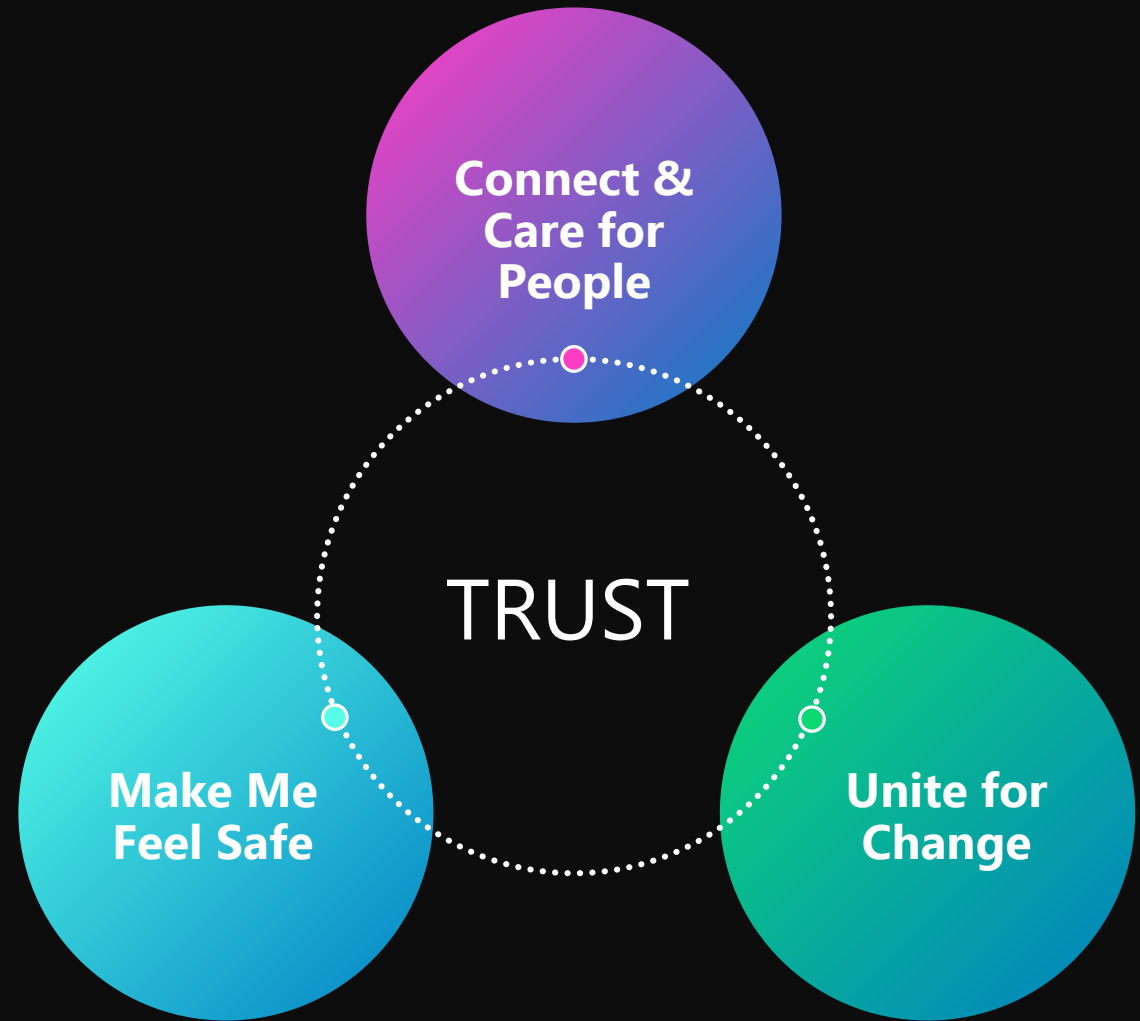 Connect &
Care for
People
TRUST
Make Me
Feel Safe
Unite for
Change